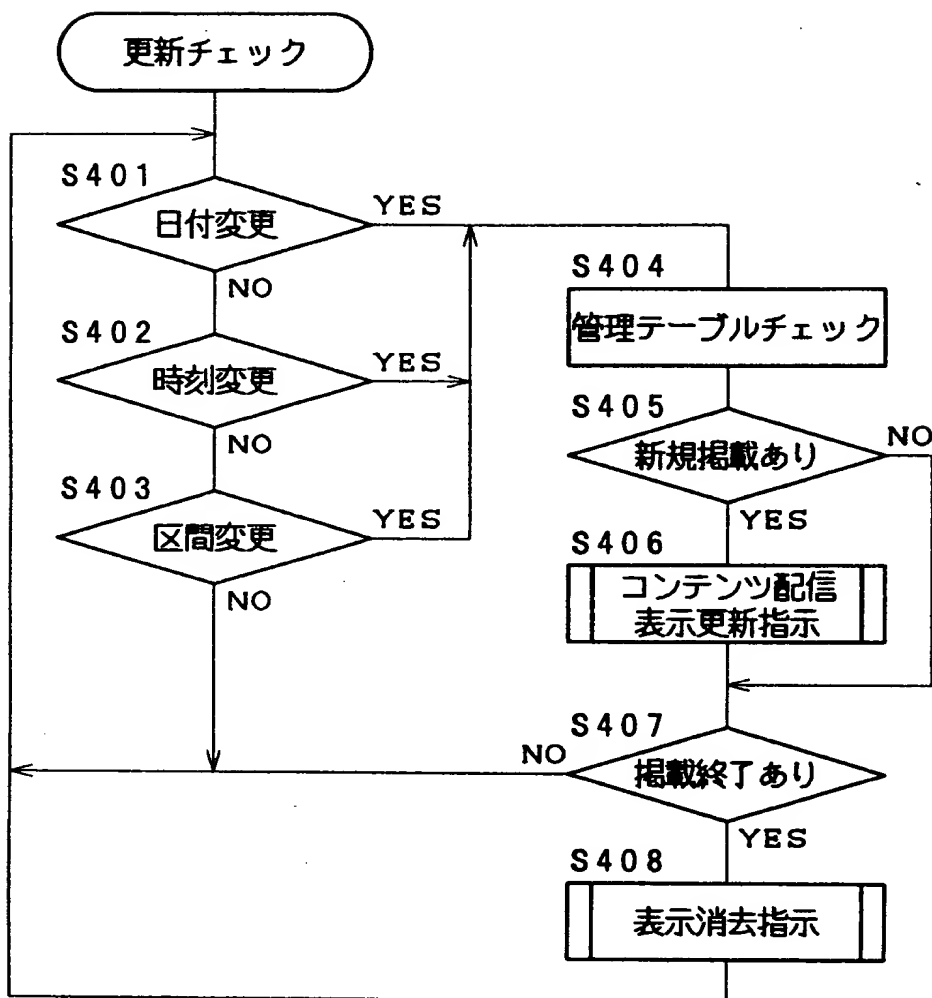 更新チェック
S401
日付変更
YES
NO
S402
時刻変更
YES
NO
S403
区間変更
YES
NO
S404
管理テーブルチェック
S405
新規掲載あり
NO
YES
S406
コンテンツ配信
表示更新指示
S407
掲載終了あり
NO
YES
S408
表示消去指示